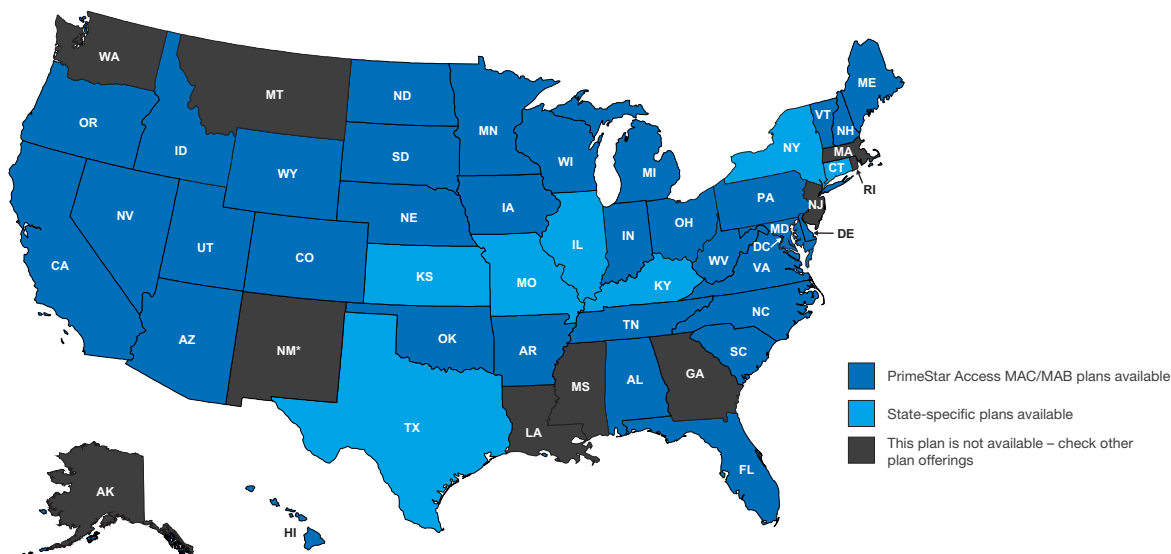 WA
MT
ND
MN
ME
OR
ID
WY
SD
WI
MI
VT
NH
NY
MA
CT
RI
NV
UT
CO
NE
IA
IL
IN
OH
PA
NJ
MD
DE
DC
CA
KS
MO
KY
WV
VA
AZ
NM*
OK
AR
TN
NC
SC
TX
LA
MS
AL
GA
FL
AK
HI
PrimeStar Access MAC/MAB plans available
State-specific plans available
This plan is not available – check other
plan offerings